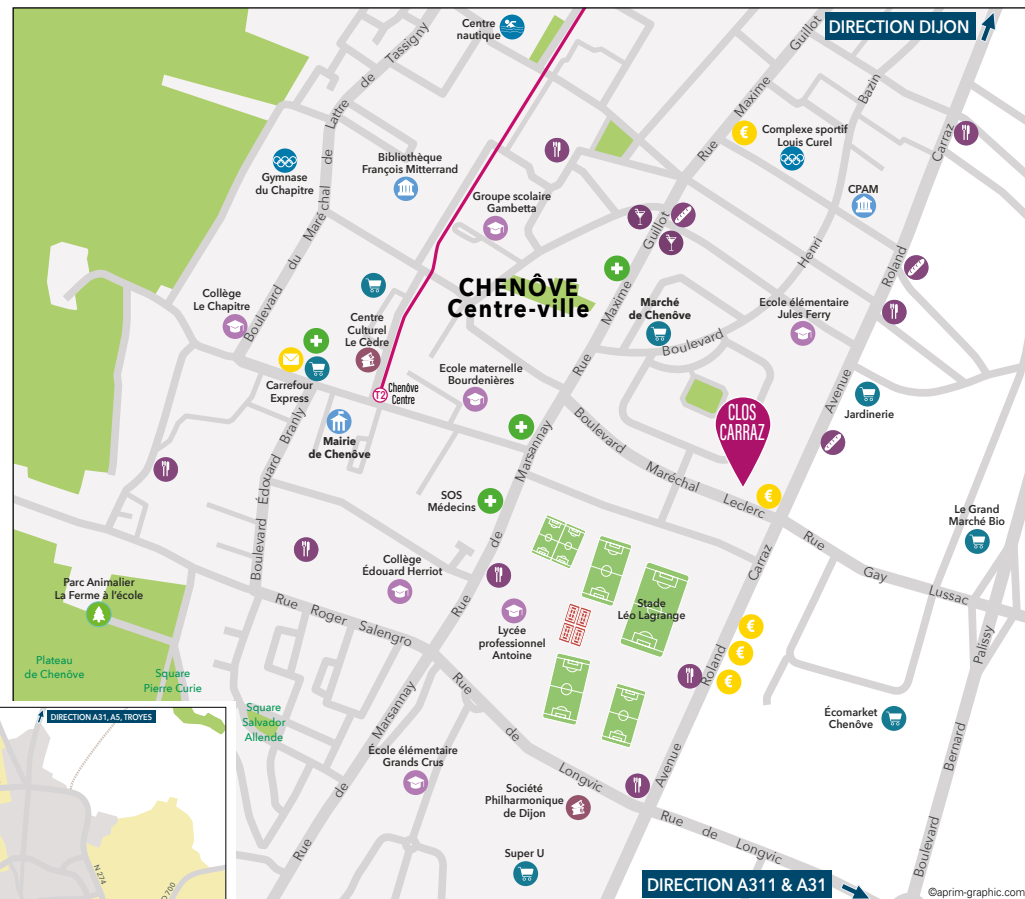 DIRECTION DIJON
Centre
nautique
Boulevard du Maréchal de Lattre de Tassigny
Rue Maxime Guillot
Bazin
Complexe sportif
Louis Curel
Carraz
Bibliothèque
François Mitterrand
Gymnase
du Chapitre
Groupe scolaire
Gambetta
CPAM
Guillot
Henri
Roland
CHENÔVE
Centre-ville
Collège
Le Chapitre
Centre
Culturel
Le Cèdre
Maxime
Marché
de Chenôve
Ecole élémentaire
Jules Ferry
Boulevard
Rue
Carrefour
Express
T2
Chenôve
Centre
Ecole maternelle
Bourdenières
Avenue
Jardinerie
CLOS
CARRAZ
Mairie
de Chenôve
Boulevard Édouard Branly
Boulevard Maréchal Leclerc
Rue de Marsannay
SOS
Médecins
€
€
Le Grand
Marché Bio
Rue Gay Lussac
Collège
Édouard Herriot
Carraz
Parc Animalier
La Ferme à l'école
Rue Roger Salengro
Stade
Léo Lagrange
Lycée
professionnel
Antoine
€
€
€
Palissy
Plateau
de Chenôve
Square
Pierre Curie
Roland
Square
Salvador
Allende
DIRECTION A31, A5, TROYES
Rue de Marsannay
Rue de Longvic
Écomarket
Chenôve
École élémentaire
Grands Crus
Avenue
Bernard
Société
Philharmonique
de Dijon
Rue de Longvic
Super U
Boulevard
N 274
D 700
DIRECTION A311 & A31
©aprim-graphic.com